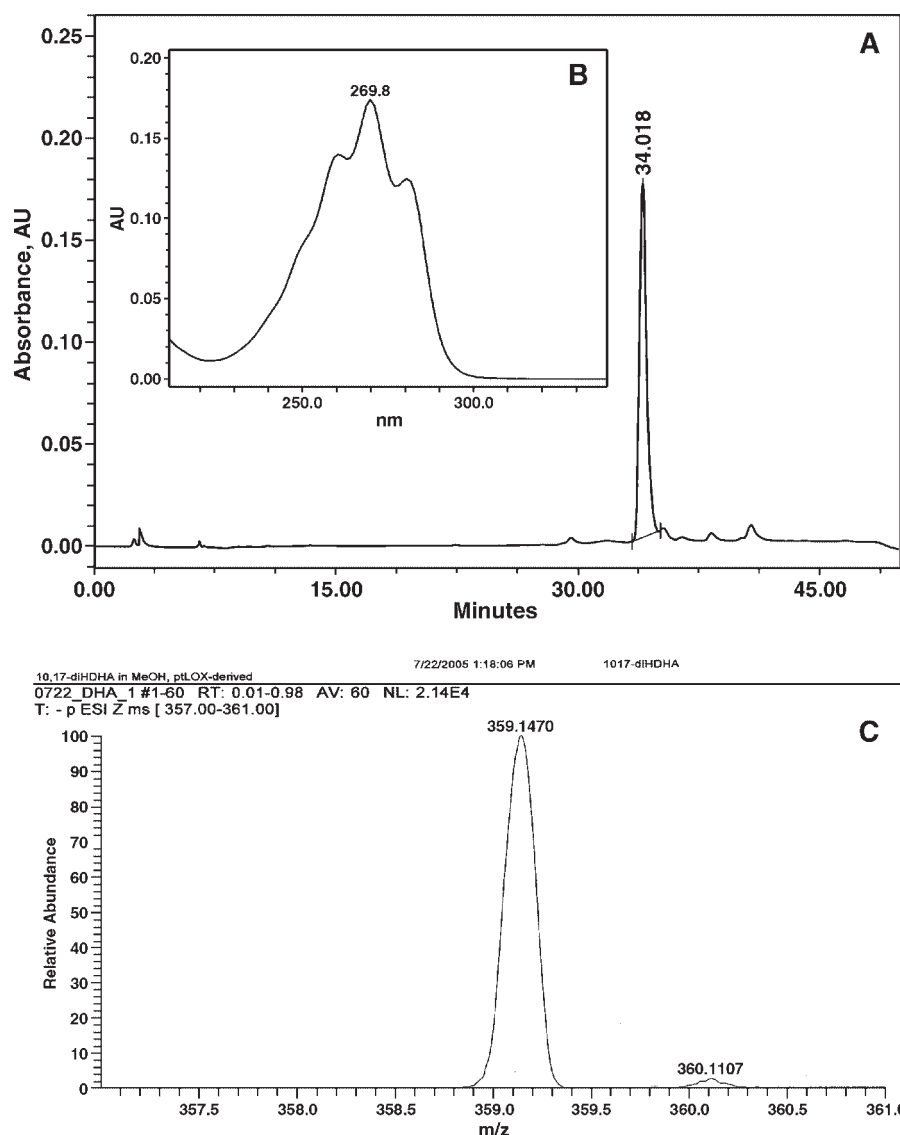 A
0.25
0.20
0.15
0.10
0.05
0.00
Absorbance, AU
0.00 15.00 30.00 45.00
Minutes
34.018
B
0.20
0.15
0.10
0.05
0.00
AU
269.8
250.0 300.0
nm
7/22/2005 1:18:06 PM 1017-diHDHA
10,17-diHDHA in MeOH, ptLOX-derived
0722_DHA_1 #1-60 RT: 0.01-0.98 AV: 60 NL: 2.14E4
T: - p ESI Z ms [ 357.00-361.00]
C
359.1470
100
90
80
70
60
50
40
30
20
10
0
Relative Abundance
360.1107
357.5 358.0 358.5 359.0 359.5 360.0 360.5
m/z